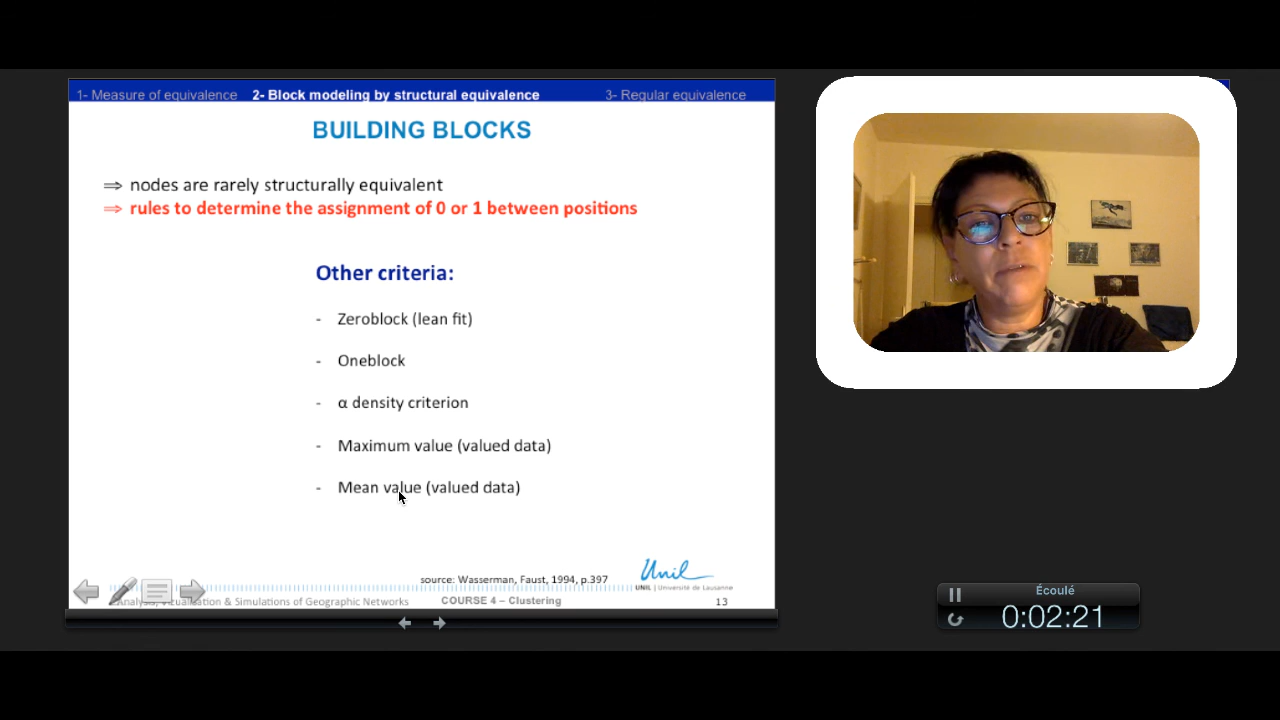 1- Measure of equivalence 2- Block modeling by structural equivalence 3- Regular equivalence
BUILDING BLOCKS
⇒ nodes are rarely structurally equivalent
⇒ rules to determine the assignment of 0 or 1 between positions
Other criteria:
- Zeroblock (lean fit)
- Oneblock
- α density criterion
- Maximum value (valued data)
- Mean value (valued data)
source: Wasserman, Faust, 1994, p.397
Unil
UNIL | Université de Lausanne
& Simulations of Geographic Networks COURSE 4 – Clustering 13
Écoulé
0:02:21